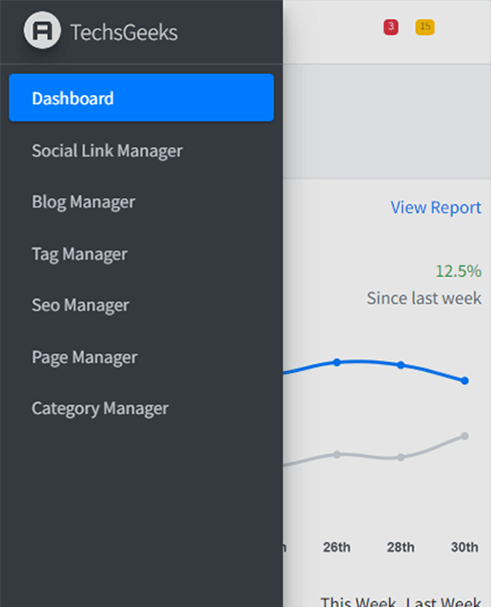 TechsGeeks
3 15
Dashboard
Social Link Manager
Blog Manager
Tag Manager
Seo Manager
Page Manager
Category Manager
View Report
12.5%
Since last week
26th 28th 30th
This Week Last Week